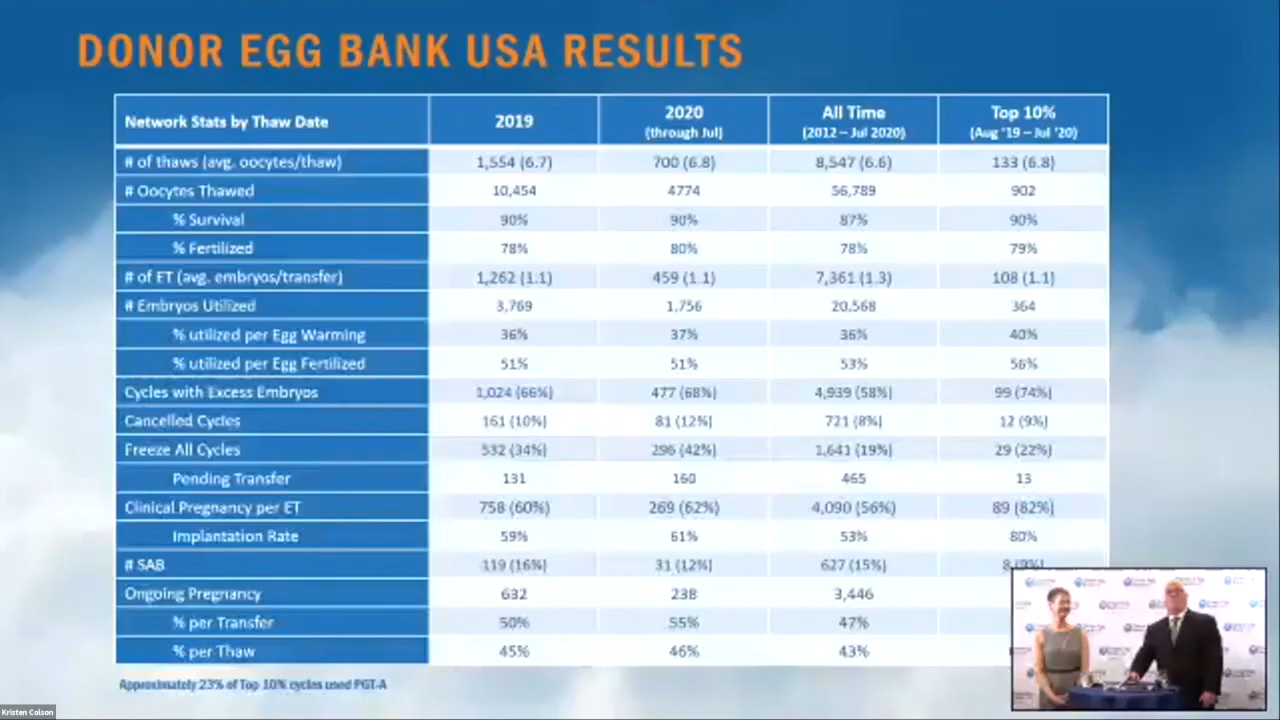 DONOR EGG BANK USA RESULTS
Network Stats by Thaw Date 2019 2020 (through Jul) All Time (2012 – Jul 2020) Top 10% (Aug '19 – Jul '20)
# of thaws (avg. oocytes/thaw) 1,554 (6.7) 700 (6.8) 8,547 (6.6) 133 (6.8)
# Oocytes Thawed 10,454 4774 56,789 902
% Survival 90% 90% 87% 90%
% Fertilized 78% 80% 78% 79%
# of ET (avg. embryos/transfer) 1,262 (1.1) 459 (1.1) 7,361 (1.3) 108 (1.1)
# Embryos Utilized 3,769 1,756 20,568 364
% utilized per Egg Warming 36% 37% 36% 40%
% utilized per Egg Fertilized 51% 51% 53% 56%
Cycles with Excess Embryos 1,024 (66%) 477 (68%) 4,939 (58%) 99 (74%)
Cancelled Cycles 161 (10%) 81 (12%) 721 (8%) 12 (9%)
Freeze All Cycles 532 (34%) 296 (42%) 1,641 (19%) 29 (22%)
Pending Transfer 131 160 465 13
Clinical Pregnancy per ET 758 (60%) 269 (62%) 4,090 (56%) 89 (82%)
Implantation Rate 59% 61% 53% 80%
# SAB 119 (16%) 31 (12%) 627 (15%) 8 (9%)
Ongoing Pregnancy 632 238 3,446
% per Transfer 50% 55% 47%
% per Thaw 45% 46% 43%
Approximately 23% of Top 10% cycles used PGT-A
Kristen Colson